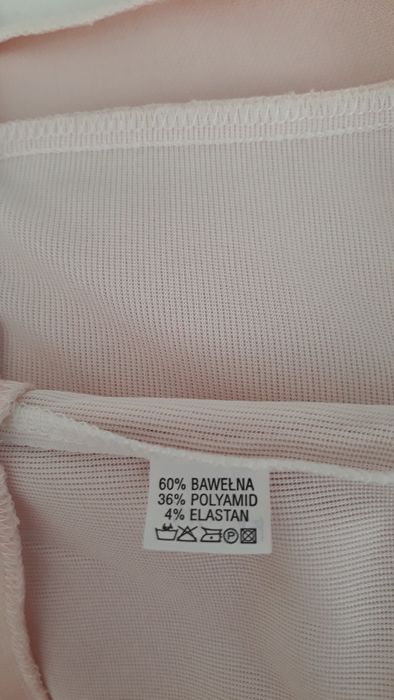 60% BAWEŁNA
36% POLYAMID
4% ELASTAN
P